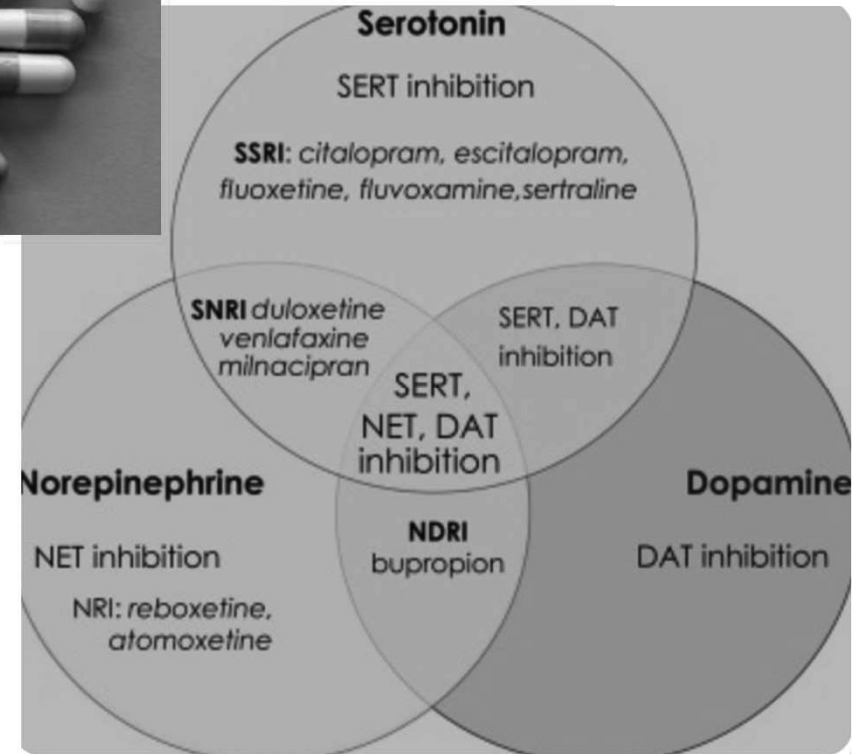 Serotonin
SERT inhibition
SSRI: citalopram, escitalopram,
fluoxetine, fluvoxamine,sertraline
SNRI duloxetine
venlafaxine
milnacipran
SERT, DAT
inhibition
SERT,
NET, DAT
inhibition
Norepinephrine
NET inhibition
NRI: reboxetine,
atomoxetine
NDRI
bupropion
Dopamine
DAT inhibition